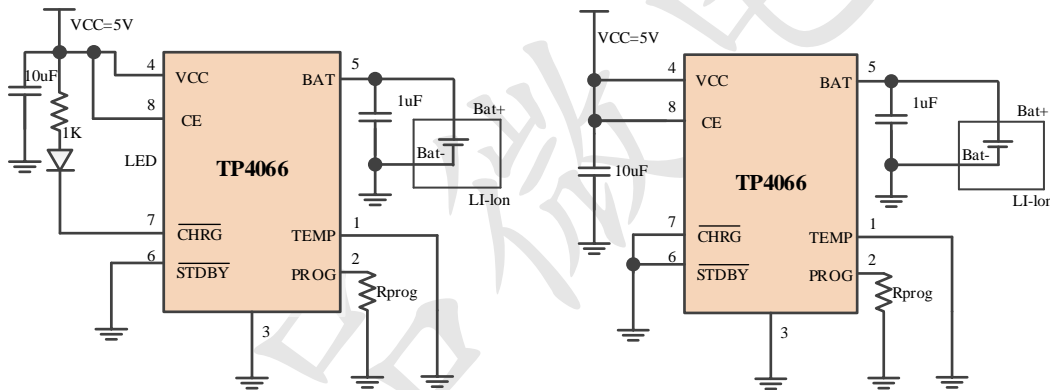 VCC=5V
10uF
1K
LED
4
VCC
8
CE
TP4066
7
CHRG
6
STDBY
3
BAT
5
1uF
Bat+
Bat-
LI-lon
TEMP
1
PROG
2
Rprog
VCC=5V
10uF
4
VCC
8
CE
TP4066
7
CHRG
6
STDBY
3
BAT
5
1uF
Bat+
Bat-
LI-lon
TEMP
1
PROG
2
Rprog